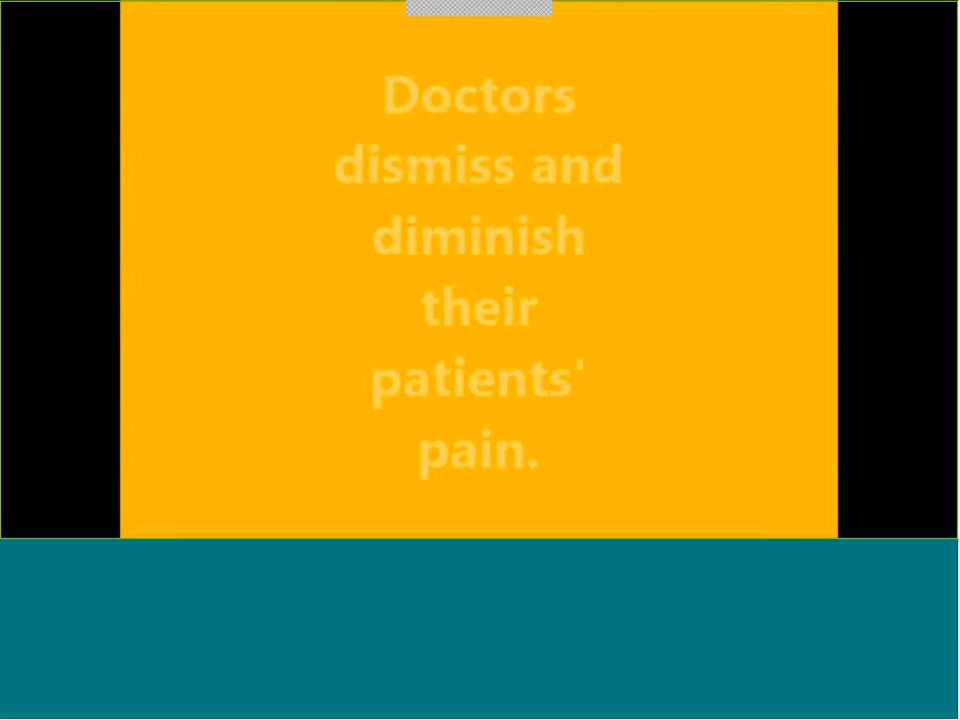 Doctors
dismiss and
diminish
their
patients'
pain.